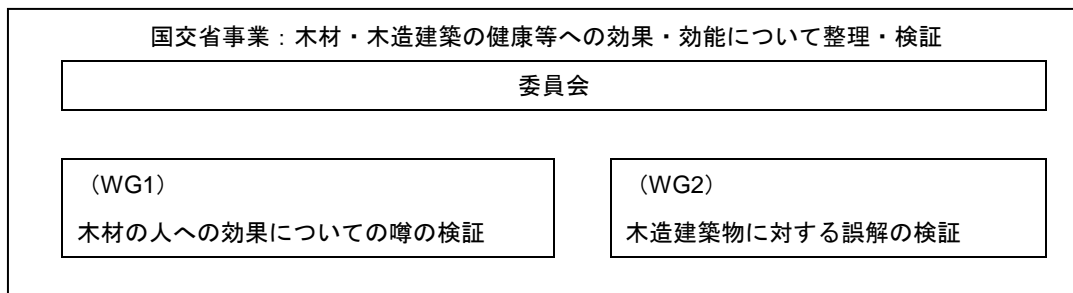 国交省事業：木材・木造建築の健康等への効果・効能について整理・検証
委員会
（WG1）
木材の人への効果についての噂の検証
（WG2）
木造建築物に対する誤解の検証